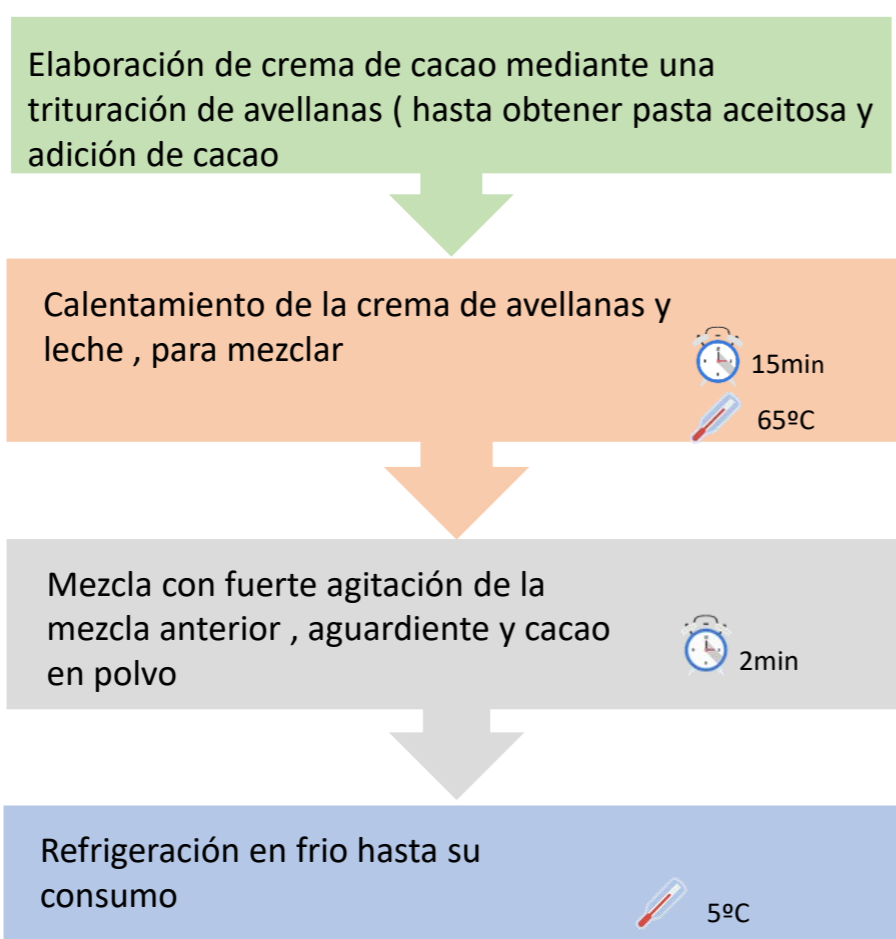 Elaboración de crema de cacao mediante una
trituración de avellanas ( hasta obtener pasta aceitosa y
adición de cacao
Calentamiento de la crema de avellanas y
leche , para mezclar
15min
65ºC
Mezcla con fuerte agitación de la
mezcla anterior , aguardiente y cacao
en polvo
2min
Refrigeración en frio hasta su
consumo
5ºC